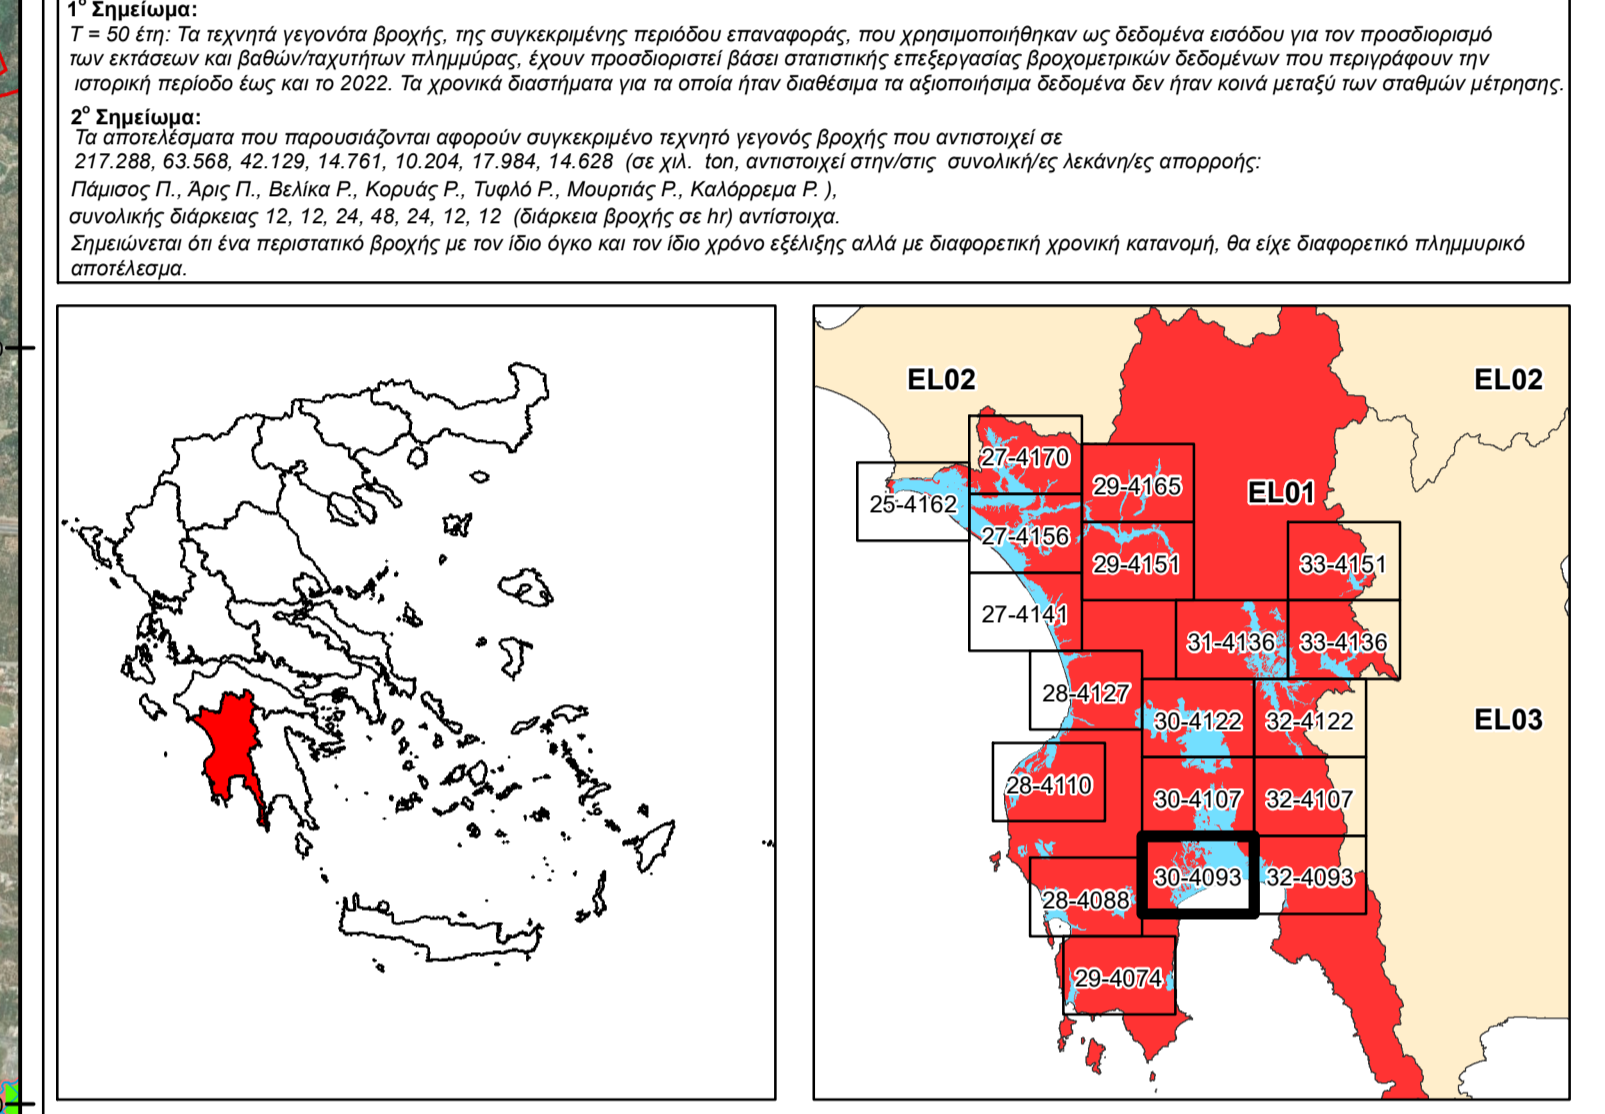 1ο Σημείωμα:
T = 50 έτη: Τα τεχνητά γεγονότα βροχής, της συγκεκριμένης περιόδου επαναφοράς, που χρησιμοποιήθηκαν ως δεδομένα εισόδου για τον προσδιορισμό
των εκτάσεων και βαθών/ταχυτήτων πλημμύρας, έχουν προσδιοριστεί βάσει στατιστικής επεξεργασίας βροχομετρικών δεδομένων που περιγράφουν την
ιστορική περίοδο έως και το 2022. Τα χρονικά διαστήματα για τα οποία ήταν διαθέσιμα τα αξιοποιήσιμα δεδομένα δεν ήταν κοινά μεταξύ των σταθμών μέτρησης.
2ο Σημείωμα:
Τα αποτελέσματα που παρουσιάζονται αφορούν συγκεκριμένο τεχνητό γεγονός βροχής που αντιστοιχεί σε
217.288, 63.568, 42.129, 14.761, 10.204, 17.984, 14.628 (σε χιλ. ton, αντιστοιχεί στην/στις συνολική/ες λεκάνη/ες απορροής:
Πάμισος Π., Άρις Π., Βελίκα Ρ., Κορυάς Ρ., Τυφλό Ρ., Μουρτιάς Ρ., Καλόρρεμα Ρ. ),
συνολικής διάρκειας 12, 12, 24, 48, 24, 12, 12 (διάρκεια βροχής σε hr) αντίστοιχα.
Σημειώνεται ότι ένα περιστατικό βροχής με τον ίδιο όγκο και τον ίδιο χρόνο εξέλιξης αλλά με διαφορετική χρονική κατανομή, θα είχε διαφορετικό πλημμυρικό
αποτέλεσμα.
EL02
EL02
27-4170
29-4165
EL01
25-4162
27-4156
29-4151
33-4151
27-4141
31-4136
33-4136
28-4127
30-4122
32-4122
EL03
28-4110
30-4107
32-4107
30-4093
32-4093
28-4088
29-4074